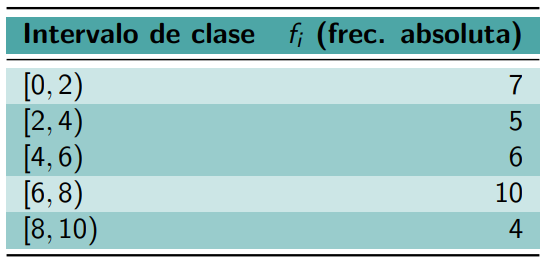 Intervalo de clase fi (frec. absoluta)
[0, 2) 7
[2, 4) 5
[4, 6) 6
[6, 8) 10
[8, 10) 4